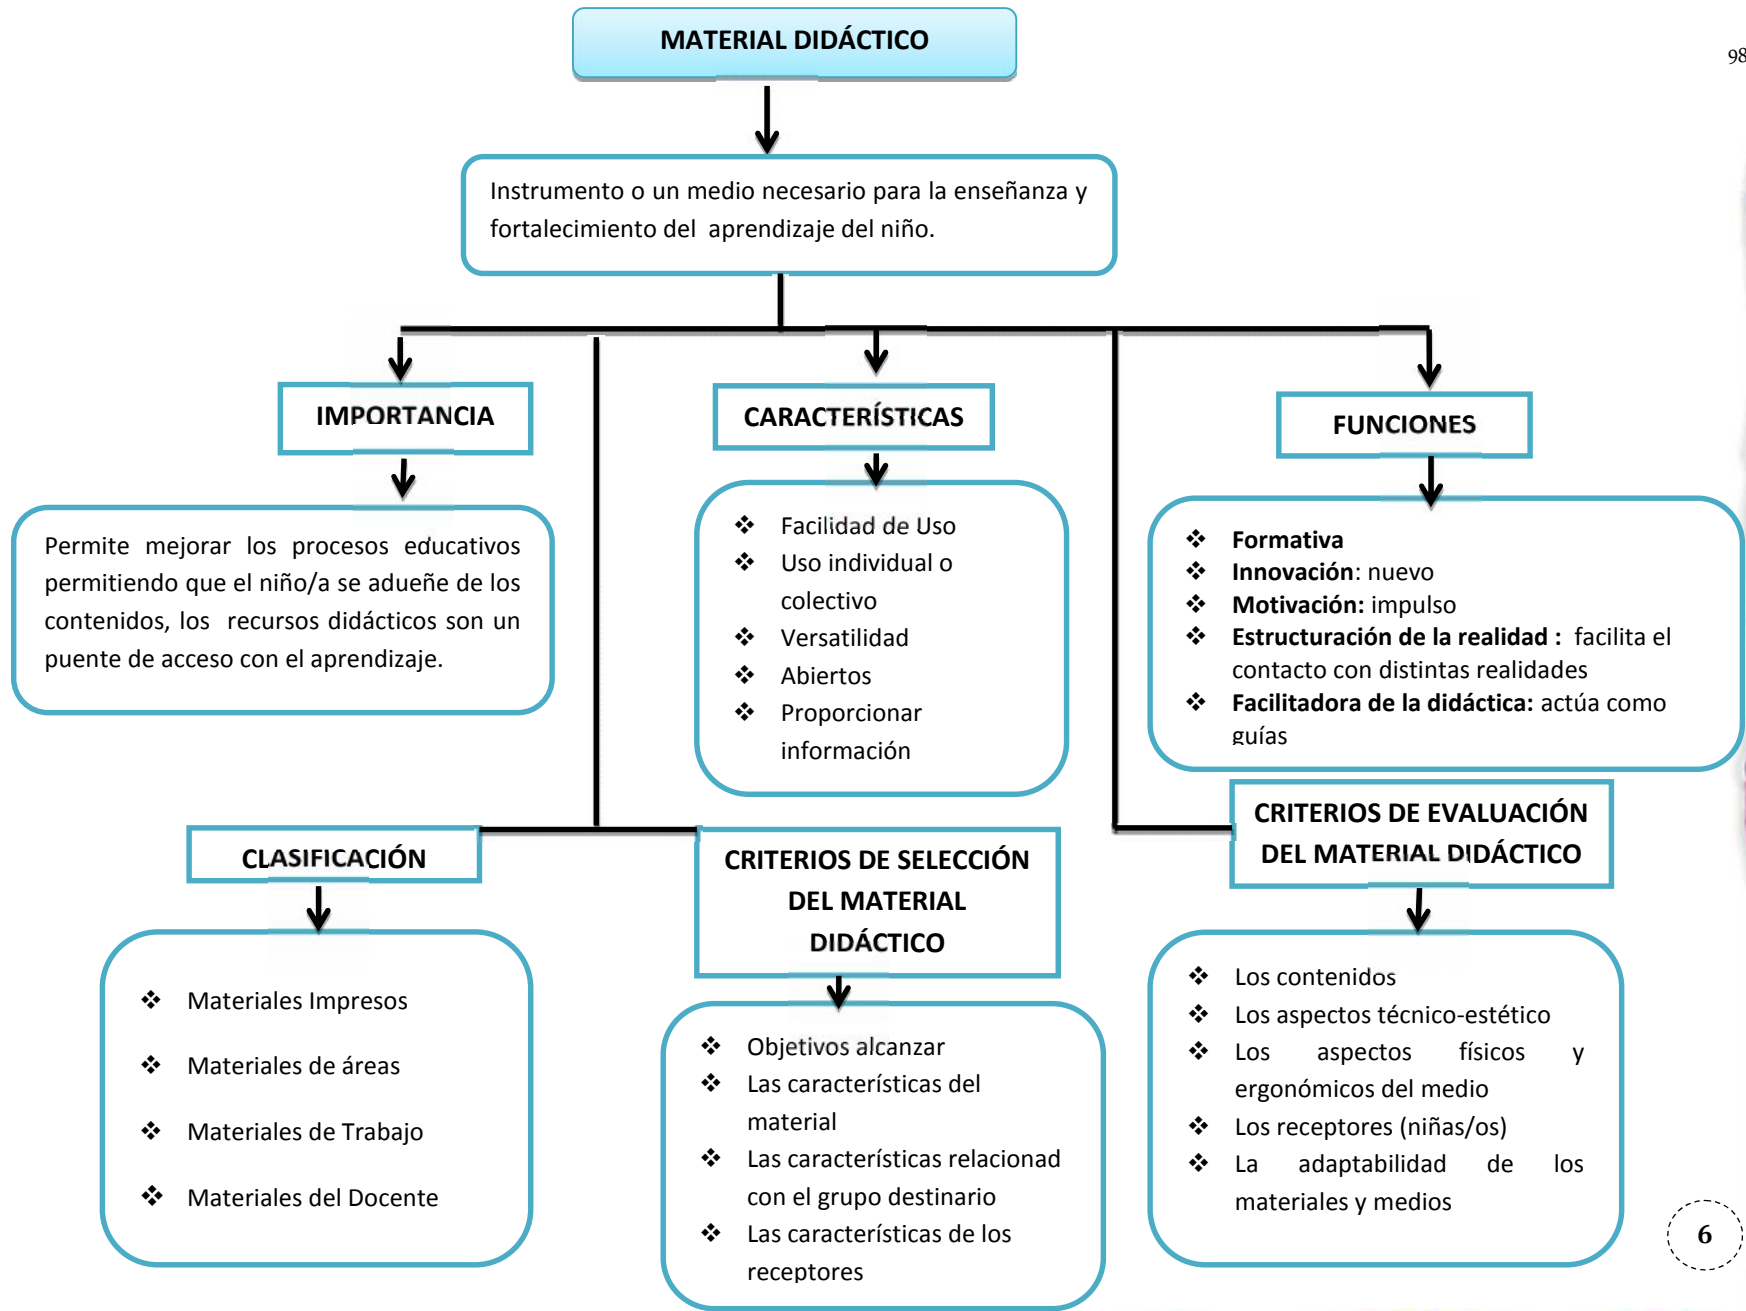 MATERIAL DIDÁCTICO
98
Instrumento o un medio necesario para la enseñanza y
fortalecimiento del aprendizaje del niño.
IMPORTANCIA
CARACTERÍSTICAS
FUNCIONES
Permite mejorar los procesos educativos
permitiendo que el niño/a se adueñe de los
contenidos, los recursos didácticos son un
puente de acceso con el aprendizaje.
❖ Facilidad de Uso
❖ Uso individual o
colectivo
❖ Versatilidad
❖ Abiertos
❖ Proporcionar
información
❖ Formativa
❖ Innovación: nuevo
❖ Motivación: impulso
❖ Estructuración de la realidad : facilita el
contacto con distintas realidades
❖ Facilitadora de la didáctica: actúa como
guías
CLASIFICACIÓN
CRITERIOS DE SELECCIÓN
DEL MATERIAL
DIDÁCTICO
CRITERIOS DE EVALUACIÓN
DEL MATERIAL DIDÁCTICO
❖ Materiales Impresos
❖ Materiales de áreas
❖ Materiales de Trabajo
❖ Materiales del Docente
❖ Objetivos alcanzar
❖ Las características del
material
❖ Las características relacionad
con el grupo destinario
❖ Las características de los
receptores
❖ Los contenidos
❖ Los aspectos técnico-estético
❖ Los aspectos físicos y
ergonómicos del medio
❖ Los receptores (niñas/os)
❖ La adaptabilidad de los
materiales y medios
6